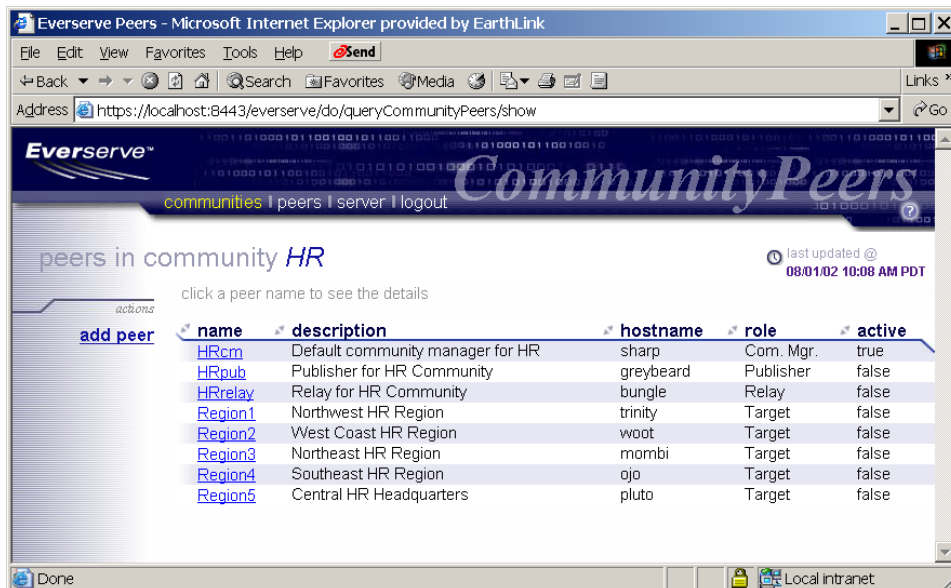 Everserve Peers - Microsoft Internet Explorer provided by EarthLink
File Edit View Favorites Tools Help Send
Back Search Favorites Media Links
Address https://localhost:8443/everserve/do/queryCommunityPeers/show Go
Everserve™
CommunityPeers
communities | peers | server | logout
?
peers in community HR
last updated @
08/01/02 10:08 AM PDT
click a peer name to see the details
actions
add peer
name description hostname role active
HRcm Default community manager for HR sharp Com. Mgr. true
HRpub Publisher for HR Community greybeard Publisher false
HRrelay Relay for HR Community bungle Relay false
Region1 Northwest HR Region trinity Target false
Region2 West Coast HR Region woot Target false
Region3 Northeast HR Region mombi Target false
Region4 Southeast HR Region ojo Target false
Region5 Central HR Headquarters pluto Target false
Done Local intranet